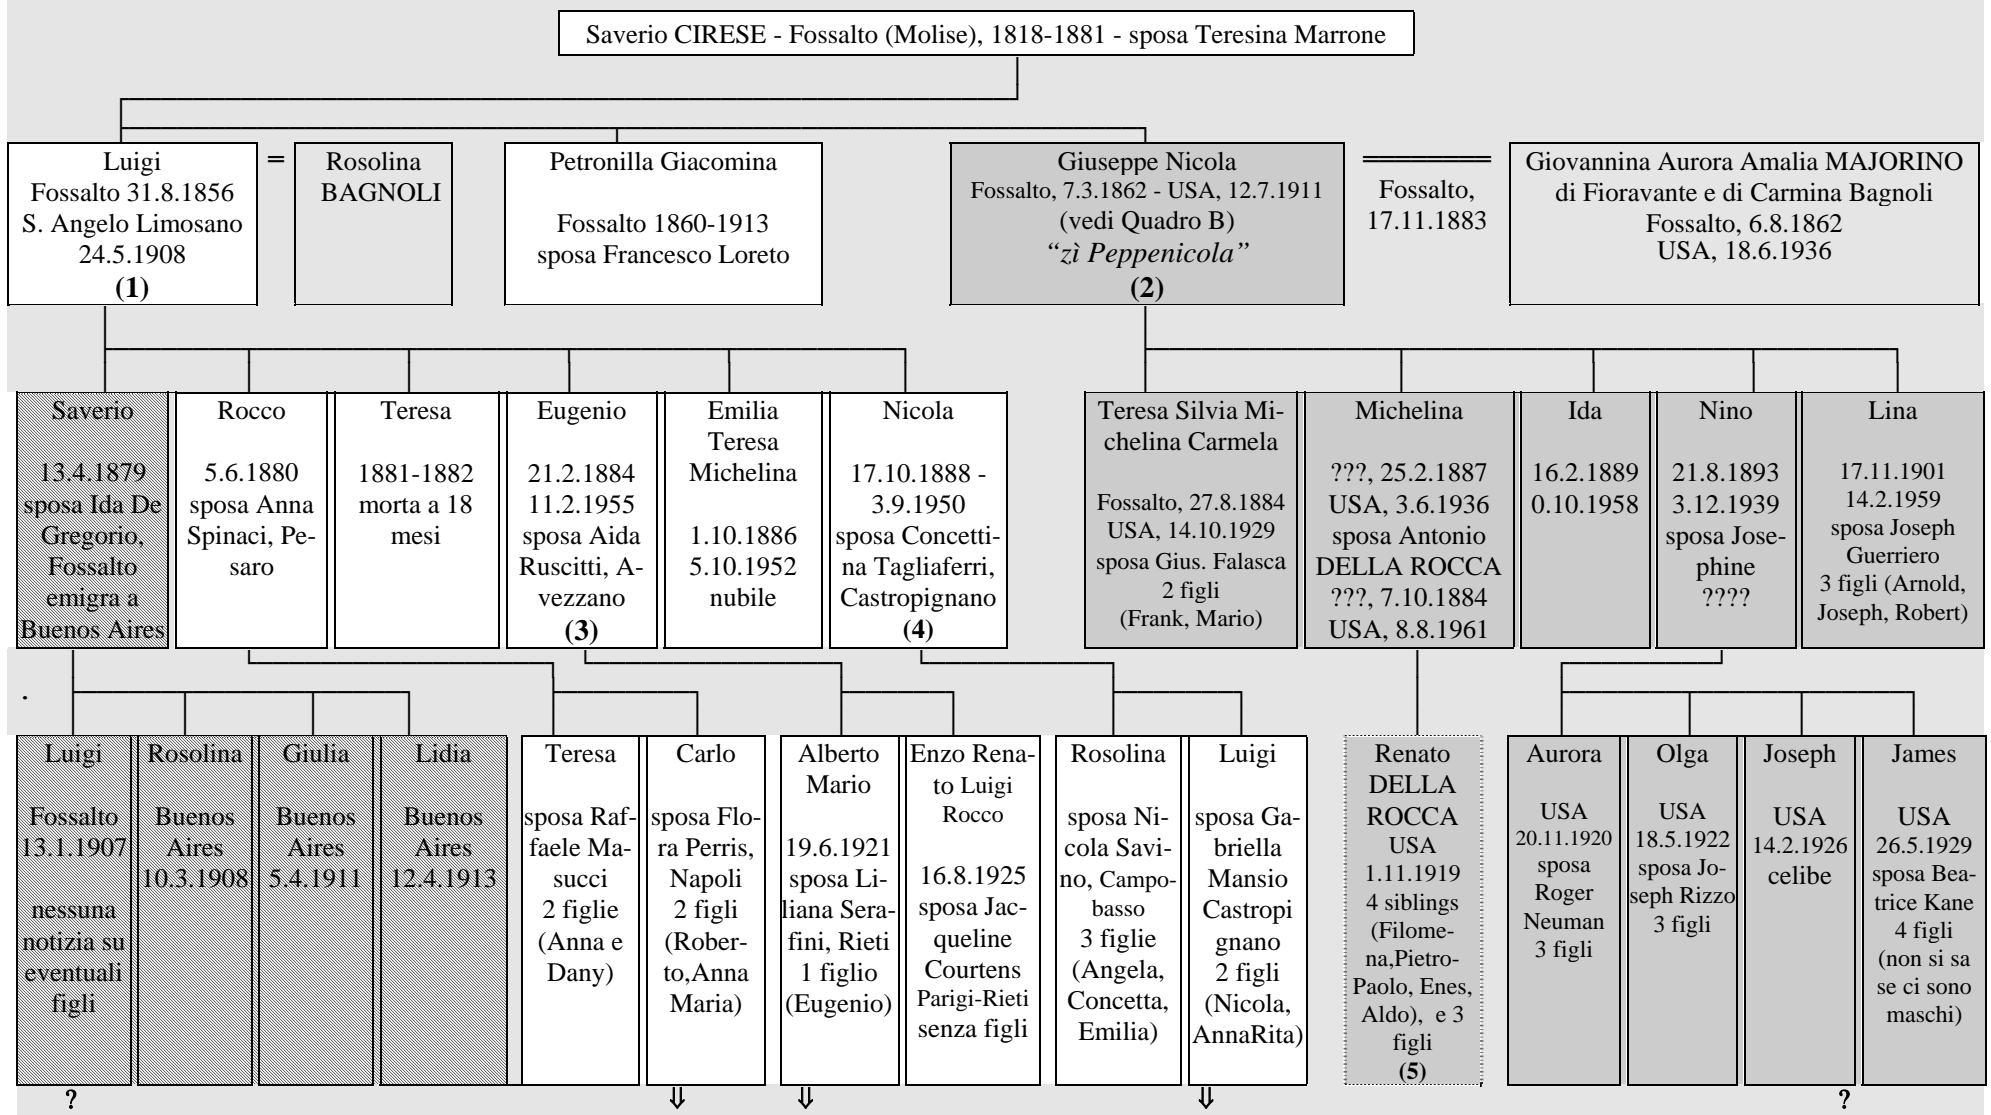 Saverio CIRESE - Fossalto (Molise), 1818-1881 - sposa Teresina Marrone
Luigi
Fossalto 31.8.1856
S. Angelo Limosano
24.5.1908
(1)
=
Rosolina
BAGNOLI
Petronilla Giacomina
Fossalto 1860-1913
sposa Francesco Loreto
Giuseppe Nicola
Fossalto, 7.3.1862 - USA, 12.7.1911
(vedi Quadro B)
“zì Peppenicola”
(2)
════════
Fossalto,
17.11.1883
Giovannina Aurora Amalia MAJORINO
di Fioravante e di Carmina Bagnoli
Fossalto, 6.8.1862
USA, 18.6.1936
Saverio
13.4.1879
sposa Ida De
Gregorio,
Fossalto
emigra a
Buenos Aires
Rocco
5.6.1880
sposa Anna
Spinaci, Pe-
saro
Teresa
1881-1882
morta a 18
mesi
Eugenio
21.2.1884
11.2.1955
sposa Aida
Ruscitti, A-
vezzano
(3)
Emilia
Teresa
Michelina
1.10.1886
5.10.1952
nubile
Nicola
17.10.1888 -
3.9.1950
sposa Concetti-
na Tagliaferri,
Castropignano
(4)
Teresa Silvia Mi-
chelina Carmela
Fossalto, 27.8.1884
USA, 14.10.1929
sposa Gius. Falasca
2 figli
(Frank, Mario)
Michelina
???, 25.2.1887
USA, 3.6.1936
sposa Antonio
DELLA ROCCA
???, 7.10.1884
USA, 8.8.1961
Ida
16.2.1889
0.10.1958
Nino
21.8.1893
3.12.1939
sposa Jose-
phine
????
Lina
17.11.1901
14.2.1959
sposa Joseph
Guerriero
3 figli (Arnold,
Joseph, Robert)
.
Luigi
Fossalto
13.1.1907
nessuna
notizia su
eventuali
figli
Rosolina
Buenos
Aires
10.3.1908
Giulia
Buenos
Aires
5.4.1911
Lidia
Buenos
Aires
12.4.1913
Teresa
sposa Raf-
faele Ma-
succi
2 figlie
(Anna e
Dany)
Carlo
sposa Flo-
ra Perris,
Napoli
2 figli
(Rober-
to,Anna
Maria)
Alberto
Mario
19.6.1921
sposa Li-
liana Sera-
fini, Rieti
1 figlio
(Eugenio)
Enzo Rena-
to Luigi
Rocco
16.8.1925
sposa Jac-
queline
Courtens
Parigi-Rieti
senza figli
Rosolina
sposa Ni-
cola Savi-
no, Campo-
basso
3 figlie
(Angela,
Concetta,
Emilia)
Luigi
sposa Ga-
briella
Mansio
Castropi
gnano
2 figli
(Nicola,
AnnaRita)
Renato
DELLA
ROCCA
USA
1.11.1919
4 siblings
(Filome-
na,Pietro-
Paolo, Enes,
Aldo), e 3
figli
(5)
Aurora
USA
20.11.1920
sposa
Roger
Neuman
3 figli
Olga
USA
18.5.1922
sposa Jo-
seph Rizzo
3 figli
Joseph
USA
14.2.1926
celibe
James
USA
26.5.1929
sposa Bea-
trice Kane
4 figli
(non si sa
se ci sono
maschi)
? ⇓ ⇓ ⇓ ?